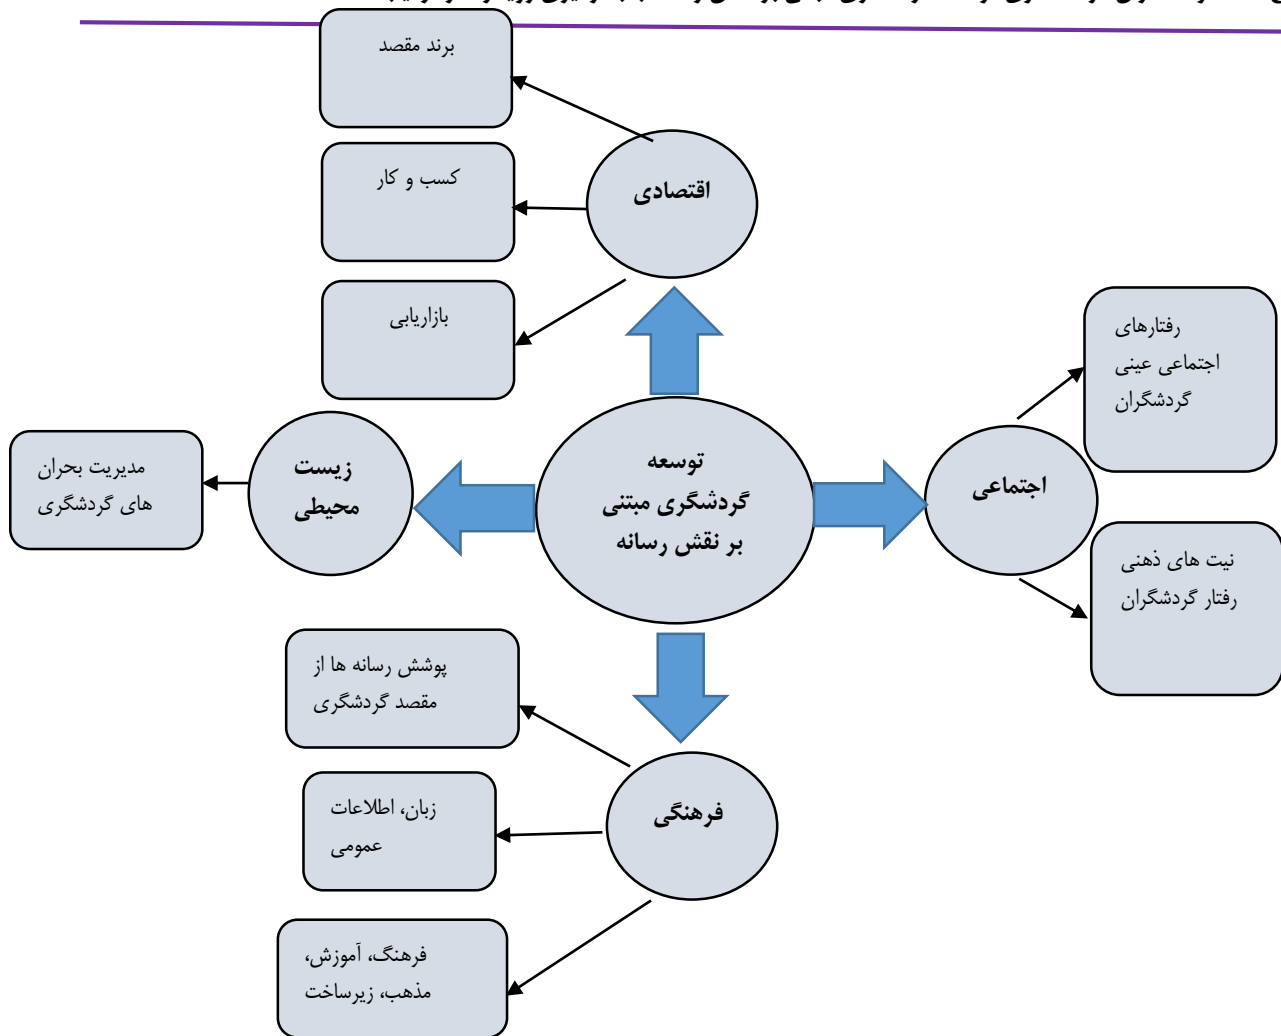 برند مقصد
اقتصادی
کسب و کار
بازاریابی
رفتارهای
اجتماعی عینی
گردشگران
اجتماعی
نیت های ذهنی
رفتار گردشگران
توسعه
گردشگری مبتنی
بر نقش رسانه
زیست
محیطی
مدیریت بحران
های گردشگری
پوشش رسانه ها از
مقصد گردشگری
فرهنگی
زبان، اطلاعات
عمومی
فرهنگ، آموزش،
مذهب، زیرساخت